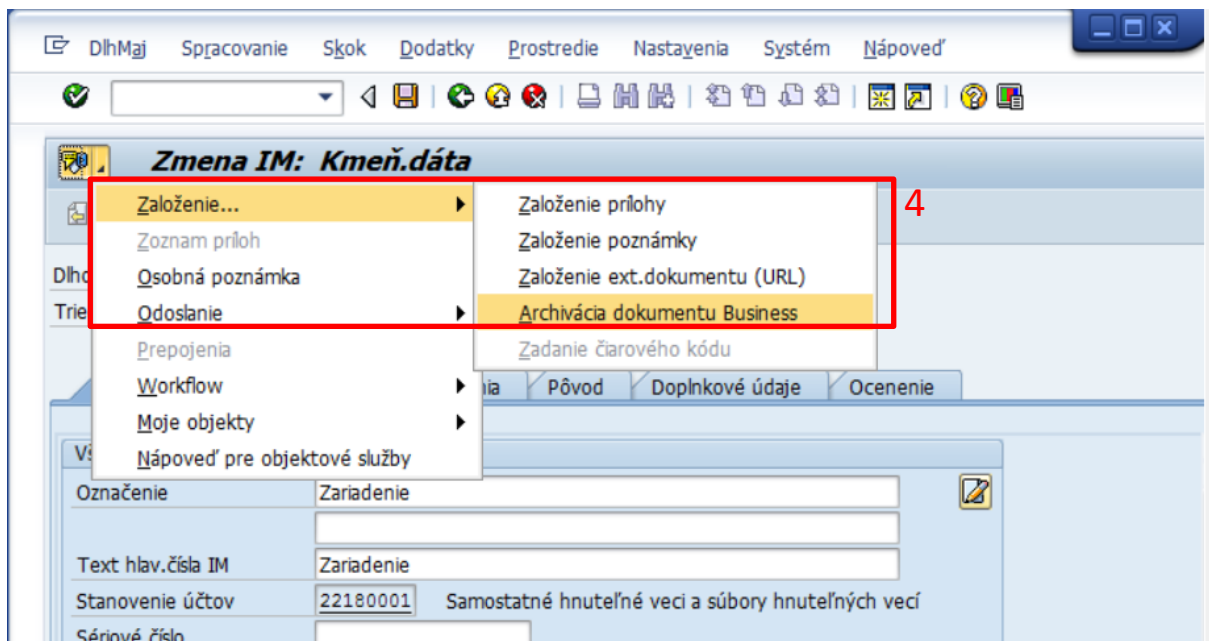 DlhMaj Spracovanie Skok Dodatky Prostredie Nastavenia Systém Nápoveď
Zmena IM: Kmeň.dáta
4
Založenie...
Zoznam príloh
Osobná poznámka
Odoslanie
Prepojenia
Workflow
Moje objekty
Nápoveď pre objektové služby
Založenie prílohy
Založenie poznámky
Založenie ext.dokumentu (URL)
Archivácia dokumentu Business
Zadanie čiarového kódu
Pôvod Doplnkové údaje Ocenenie
Označenie Zariadenie
Text hlav.čísla IM Zariadenie
Stanovenie účtov 22180001 Samostatné hnuteľné veci a súbory hnuteľných vecí
Sériové číslo